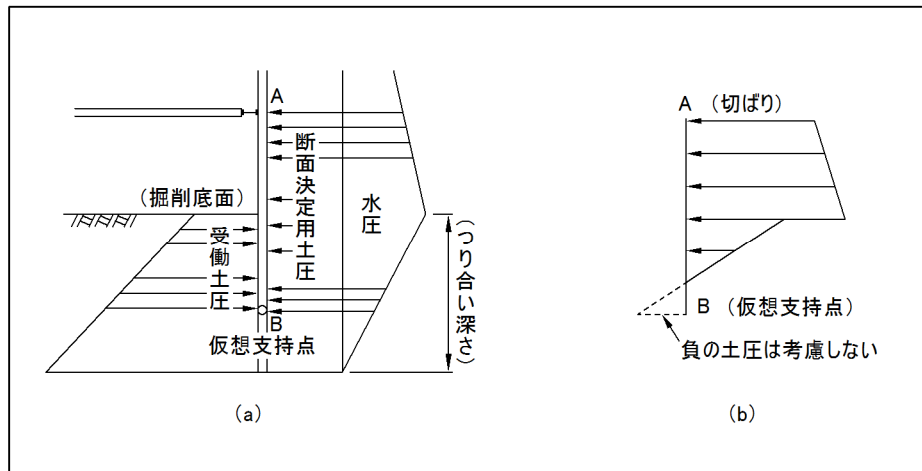 A
(掘削底面)
断面決定用土圧
水圧
受働土圧
(つり合い深さ)
B
仮想支持点
(a)
A (切ばり)
B (仮想支持点)
負の土圧は考慮しない
(b)